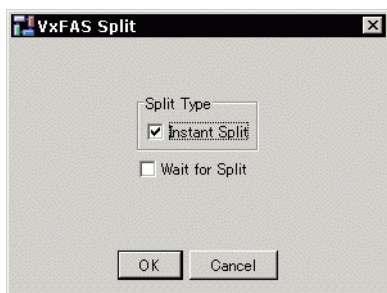 VxFAS Split
Split Type
Instant Split
Wait for Split
OK Cancel